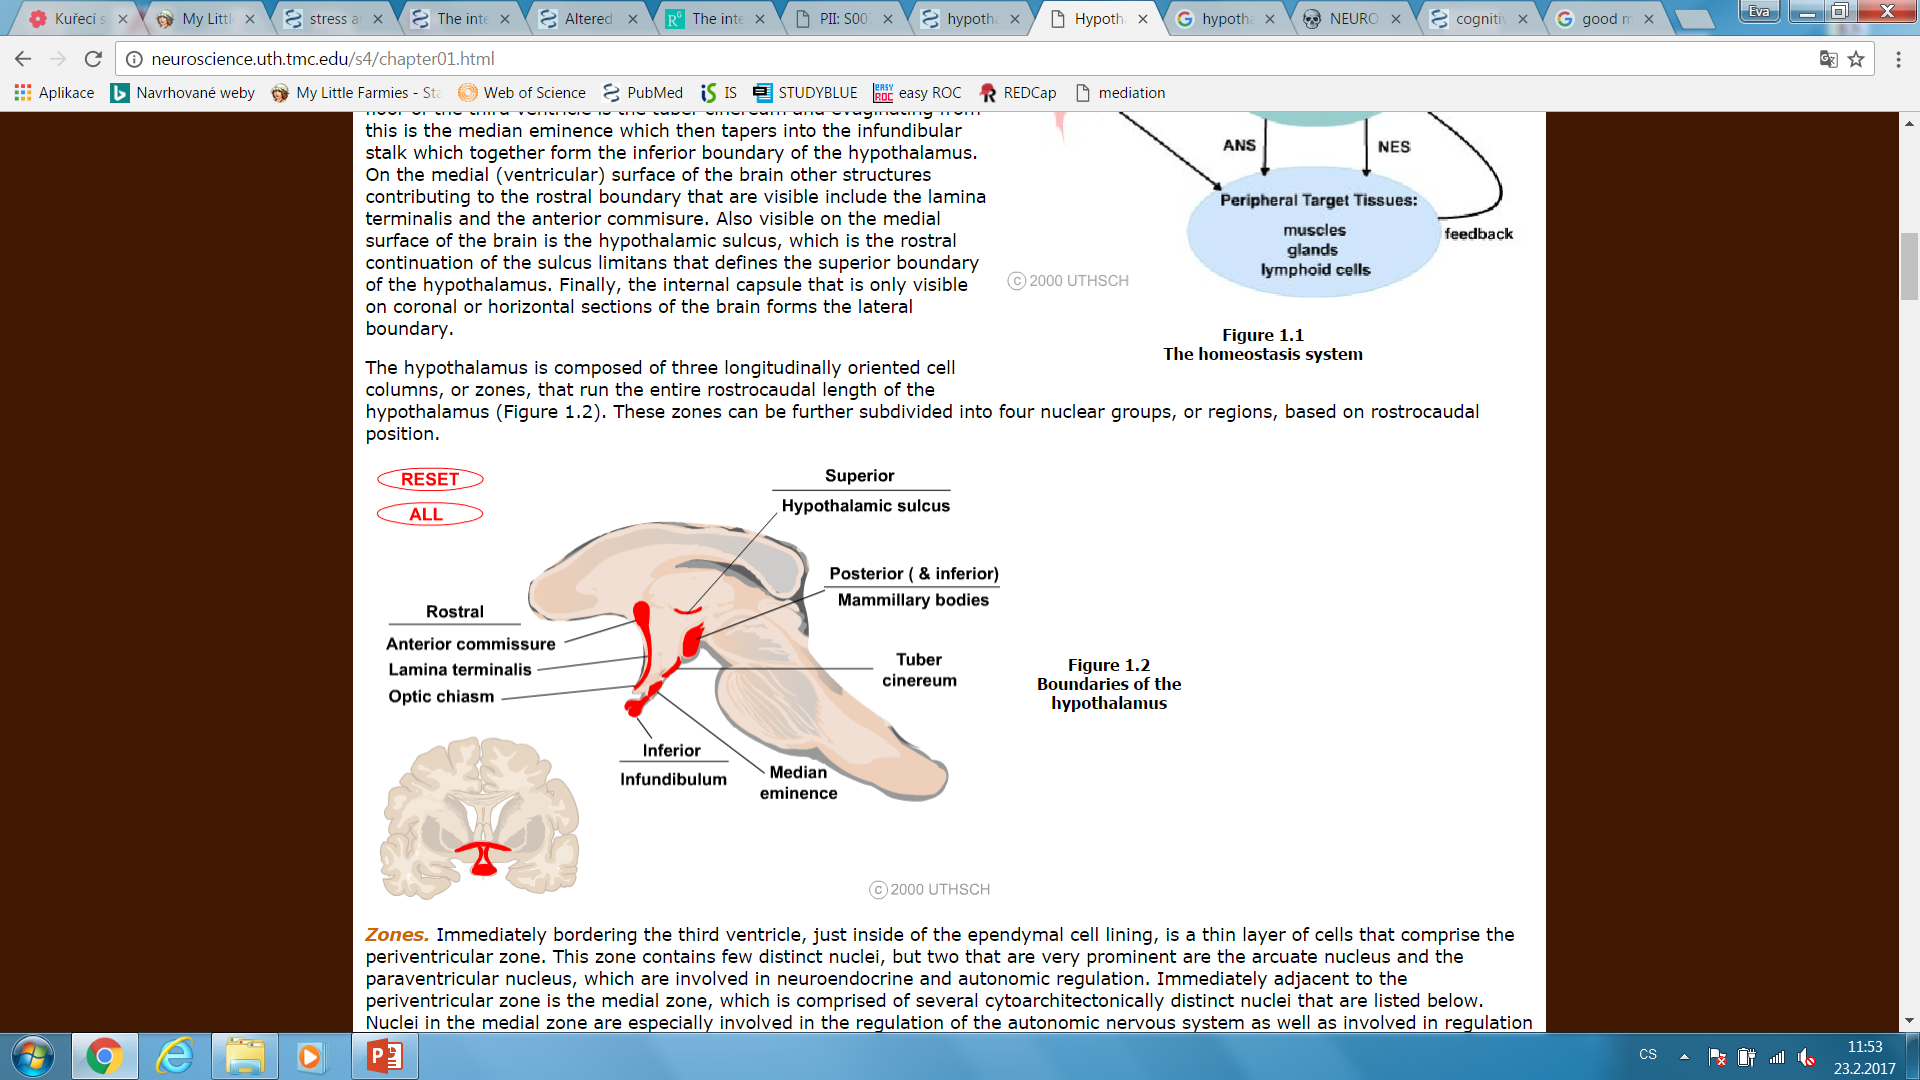 Kuřecí s
My Littl
stress a
The inte
Altered
The inte
PII: S00
hypotha
Hypoth
hypoth
NEURO
cognitiv
good m
Eva
neuroscience.uth.tmc.edu/s4/chapter01.html
Aplikace
Navrhované weby
My Little Farmies - Sta
Web of Science
PubMed
IS
STUDYBLUE
easy ROC
REDCap
mediation
floor of the third ventricle is the tuber cinereum and evaginating from
this is the median eminence which then tapers into the infundibular
stalk which together form the inferior boundary of the hypothalamus.
On the medial (ventricular) surface of the brain other structures
contributing to the rostral boundary that are visible include the lamina
terminalis and the anterior commisure. Also visible on the medial
surface of the brain is the hypothalamic sulcus, which is the rostral
continuation of the sulcus limitans that defines the superior boundary
of the hypothalamus. Finally, the internal capsule that is only visible
on coronal or horizontal sections of the brain forms the lateral
boundary.
ANS
NES
Peripheral Target Tissues:
muscles
glands
lymphoid cells
feedback
© 2000 UTHSCH
Figure 1.1
The homeostasis system
The hypothalamus is composed of three longitudinally oriented cell
columns, or zones, that run the entire rostrocaudal length of the
hypothalamus (Figure 1.2). These zones can be further subdivided into four nuclear groups, or regions, based on rostrocaudal
position.
RESET
ALL
Superior
Hypothalamic sulcus
Posterior ( & inferior)
Mammillary bodies
Rostral
Anterior commissure
Lamina terminalis
Optic chiasm
Tuber
cinereum
Inferior
Infundibulum
Median
eminence
Figure 1.2
Boundaries of the
hypothalamus
© 2000 UTHSCH
Zones. Immediately bordering the third ventricle, just inside of the ependymal cell lining, is a thin layer of cells that comprise the
periventricular zone. This zone contains few distinct nuclei, but two that are very prominent are the arcuate nucleus and the
paraventricular nucleus, which are involved in neuroendocrine and autonomic regulation. Immediately adjacent to the
periventricular zone is the medial zone, which is comprised of several cytoarchitectonically distinct nuclei that are listed below.
Nuclei in the medial zone are especially involved in the regulation of the autonomic nervous system as well as involved in regulation
CS
11:53
23.2.2017